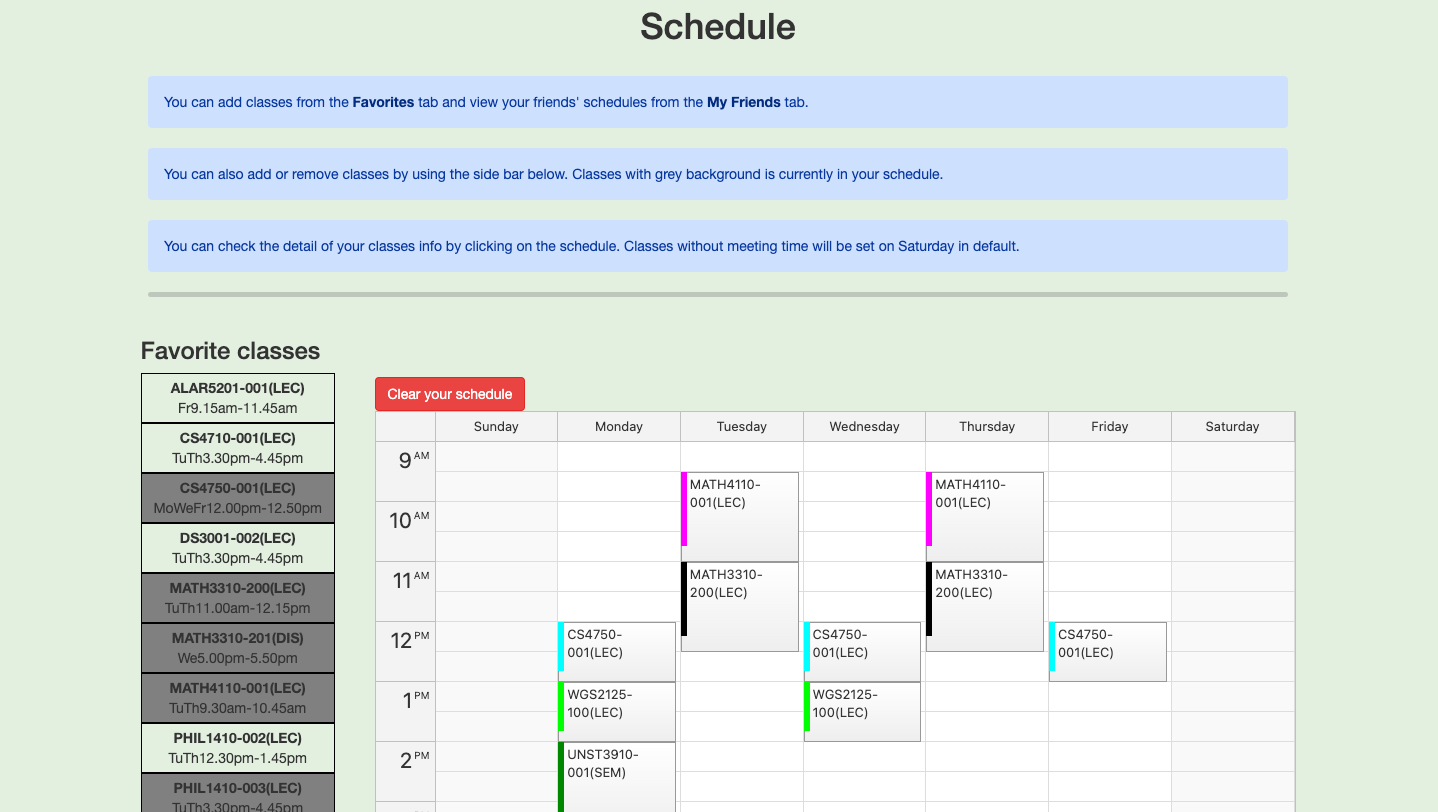 Schedule
You can add classes from the Favorites tab and view your friends' schedules from the My Friends tab.
You can also add or remove classes by using the side bar below. Classes with grey background is currently in your schedule.
You can check the detail of your classes info by clicking on the schedule. Classes without meeting time will be set on Saturday in default.
Favorite classes
ALAR5201-001(LEC)
Fr9.15am-11.45am
CS4710-001(LEC)
TuTh3.30pm-4.45pm
CS4750-001(LEC)
MoWeFr12.00pm-12.50pm
DS3001-002(LEC)
TuTh3.30pm-4.45pm
MATH3310-200(LEC)
TuTh11.00am-12.15pm
MATH3310-201(DIS)
We5.00pm-5.50pm
MATH4110-001(LEC)
TuTh9.30am-10.45am
PHIL1410-002(LEC)
TuTh12.30pm-1.45pm
PHIL1410-003(LEC)
TuTh3.30pm-4.45pm
Clear your schedule
Sunday Monday Tuesday Wednesday Thursday Friday Saturday
9 AM
MATH4110-
001(LEC)
MATH4110-
001(LEC)
10 AM
11 AM
MATH3310-
200(LEC)
MATH3310-
200(LEC)
12 PM
CS4750-
001(LEC)
CS4750-
001(LEC)
CS4750-
001(LEC)
1 PM
WGS2125-
100(LEC)
WGS2125-
100(LEC)
2 PM
UNST3910-
001(SEM)